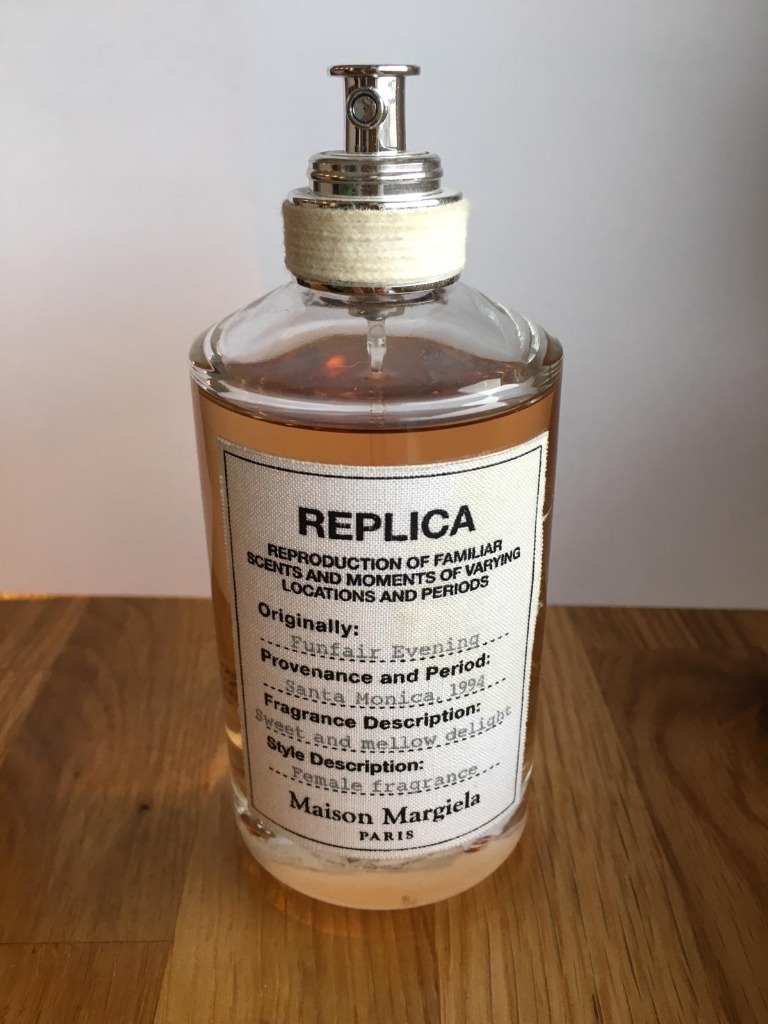 REPLICA
REPRODUCTION OF FAMILIAR
SCENTS AND MOMENTS OF VARYING
LOCATIONS AND PERIODS
Originally:
Funfair Evening
Provenance and Period:
Santa Monica, 1994
Fragrance Description:
Sweet and mellow delight
Style Description:
Female fragrance
Maison Margiela
PARIS